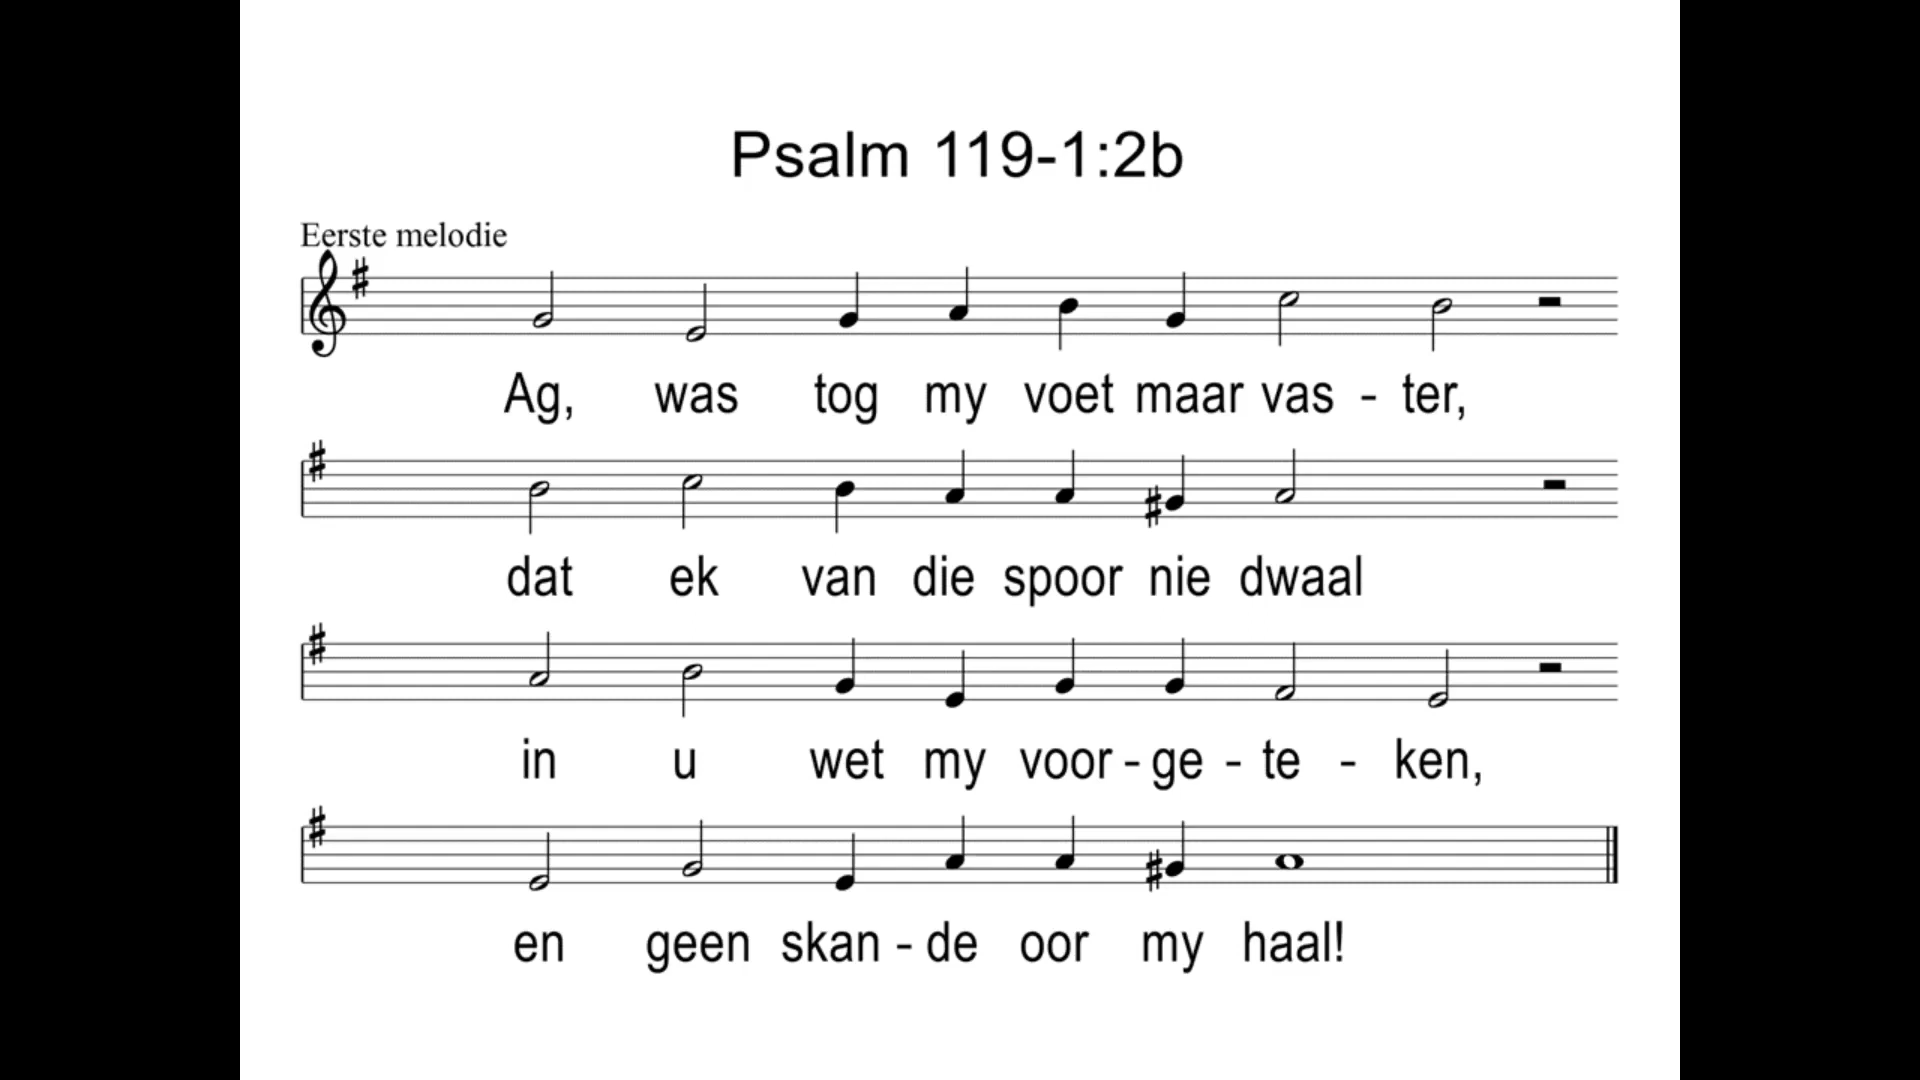 Psalm 119-1:2b
Eerste melodie
Ag, was tog my voet maar vas - ter,
dat ek van die spoor nie dwaal
in u wet my voor - ge - te - ken,
en geen skan - de oor my haal!